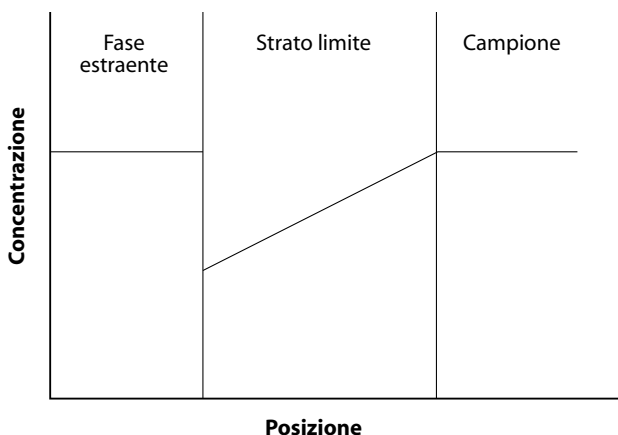 Fase
estraente
Strato limite
Campione
Concentrazione
Posizione